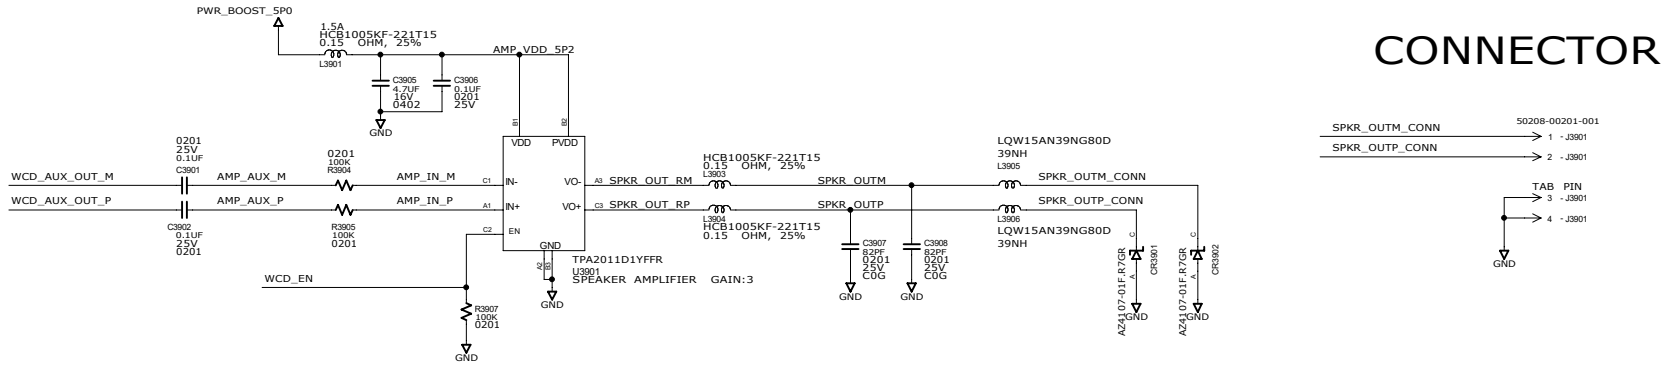 PWR_BOOST_5P0
1.5A
HCB1005KF-221T15
0.15 OHM, 25%
L3901
AMP_VDD_5P2
C3905
4.7UF
16V
0402
C3906
0.1UF
0201
25V
GND
CONNECTOR
50208-00201-001
SPKR_OUTM_CONN
1 - J3901
SPKR_OUTP_CONN
2 - J3901
TAB PIN
3 - J3901
4 - J3901
GND
B1
B2
VDD PVDD
0201
25V
0.1UF
C3901
WCD_AUX_OUT_M
AMP_AUX_M
0201
100K
R3904
AMP_IN_M
C1
IN-
VO-
A3
SPKR_OUT_RM
HCB1005KF-221T15
0.15 OHM, 25%
L3903
SPKR_OUTM
LQW15AN39NG80D
39NH
L3905
SPKR_OUTM_CONN
WCD_AUX_OUT_P
C3902
0.1UF
25V
0201
AMP_AUX_P
R3905
100K
0201
AMP_IN_P
A1
IN+
VO+
C3
SPKR_OUT_RP
L3904
HCB1005KF-221T15
0.15 OHM, 25%
SPKR_OUTP
L3906
LQW15AN39NG80D
39NH
SPKR_OUTP_CONN
C2
EN
GND
A2
B3
TPA2011D1YFFR
U3901
SPEAKER AMPLIFIER GAIN:3
GND
WCD_EN
R3907
100K
0201
GND
C3907
82PF
0201
25V
C0G
GND
C3908
82PF
0201
25V
C0G
GND
C
A
AZ4107-01F.R7GR
CR3901
GND
C
A
AZ4107-01F.R7GR
CR3902
GND